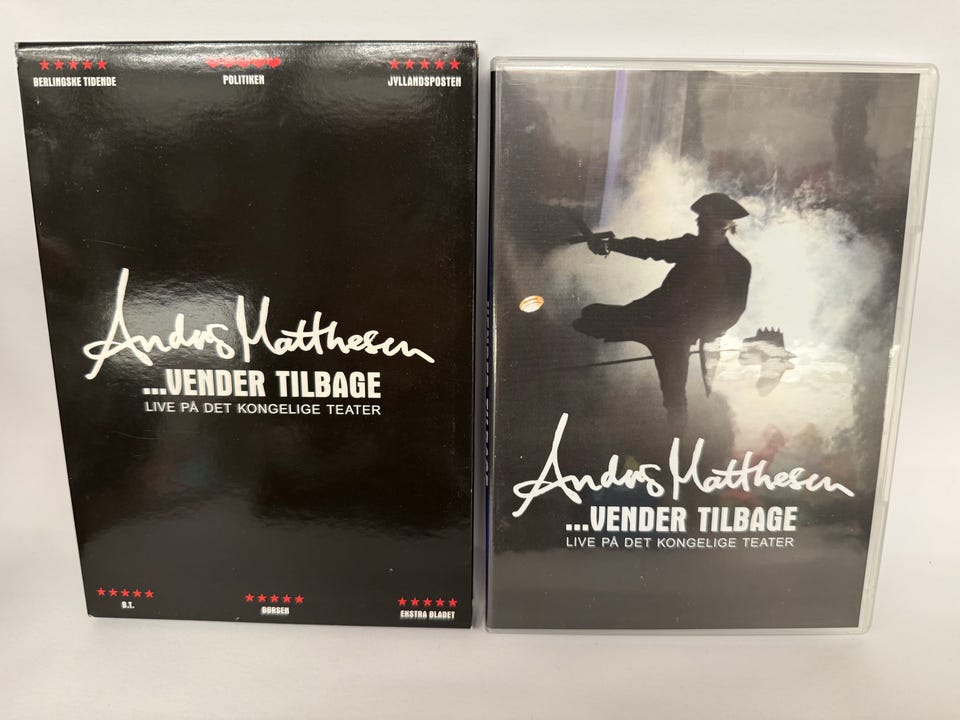 BERLINGSKE TIDENDE
POLITIKEN
JYLLANDSPOSTEN
Anders Matthesen
...VENDER TILBAGE
LIVE PÅ DET KONGELIGE TEATER
B.T.
BØRSEN
EKSTRA BLADET
Anders Matthesen
...VENDER TILBAGE
LIVE PÅ DET KONGELIGE TEATER